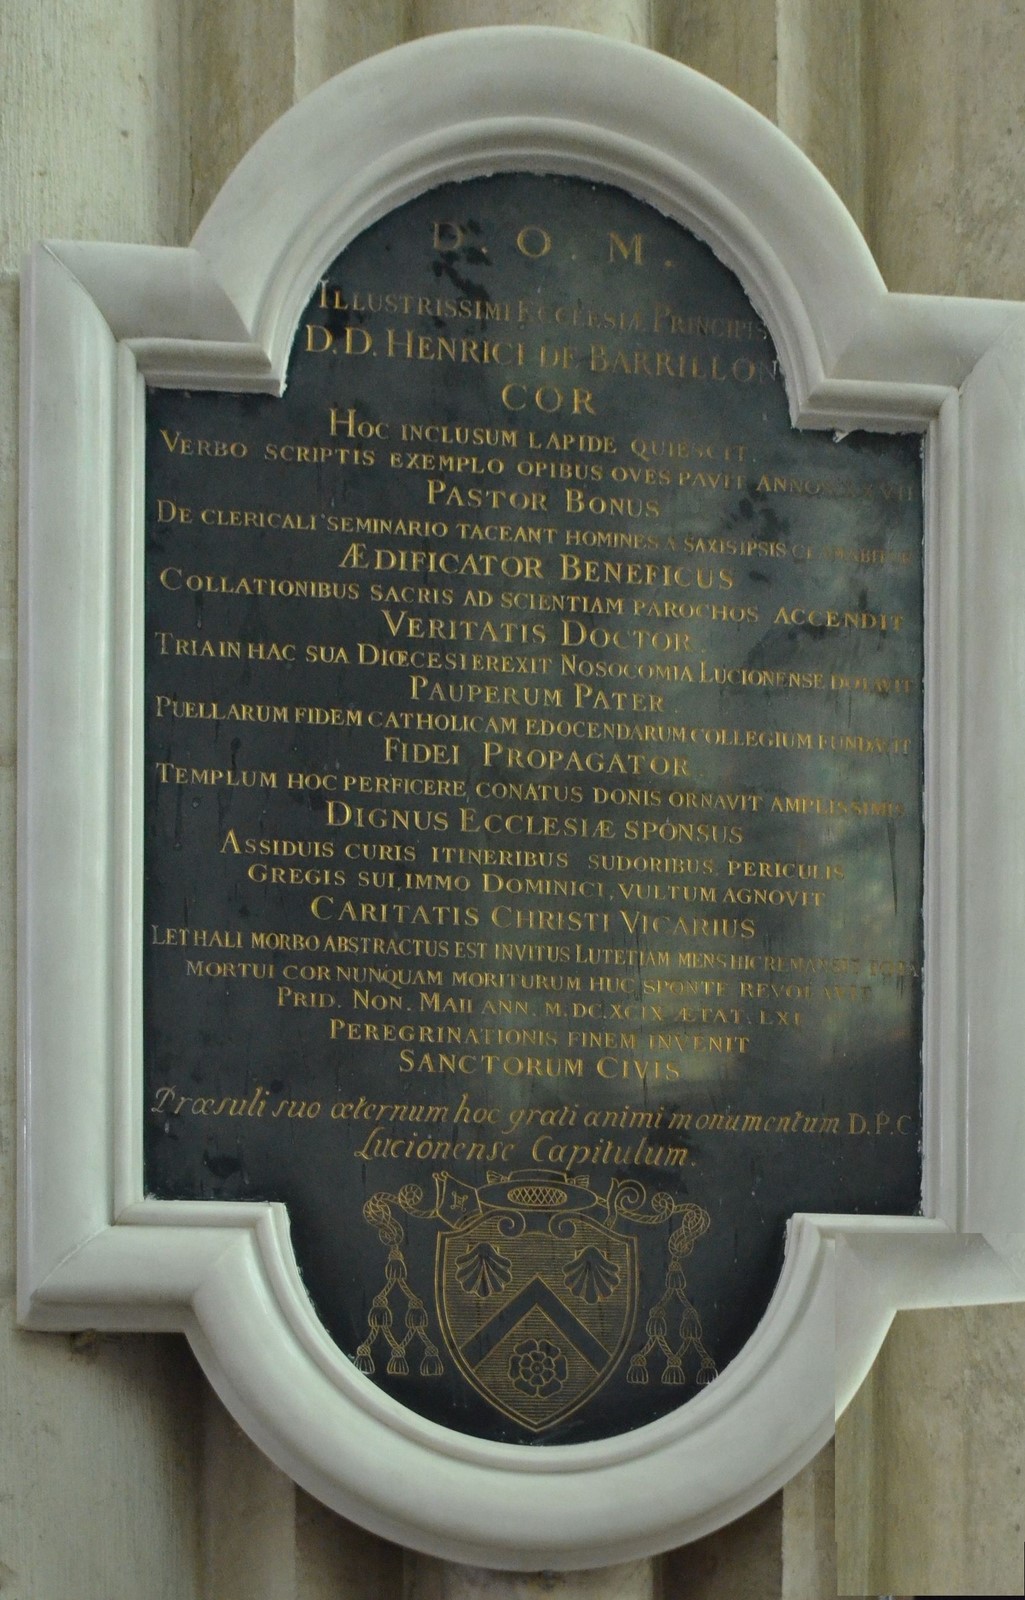 D. O. M.
ILLUSTRISSIMI ECCLESIÆ PRINCIPIS
D.D. HENRICI DE BARRILLON
COR
HOC INCLUSUM LAPIDE QUIESCIT.
VERBO SCRIPTIS EXEMPLO OPIBUS OVES PAVIT ANNOS
PASTOR BONUS
DE CLERICALI SEMINARIO TACEANT HOMINES A SAXIS IPSIS
ÆDIFICATOR BENEFICUS
COLLATIONIBUS SACRIS AD SCIENTIAM PAROCHOS ACCENDIT
VERITATIS DOCTOR.
TRIA IN HAC SUA DIŒCESI EREXIT NOSOCOMIA LUCIONENSE DOTAVIT
PAUPERUM PATER.
PUELLARUM FIDEM CATHOLICAM EDOCENDARUM COLLEGIUM FUNDAVIT
FIDEI PROPAGATOR.
TEMPLUM HOC PERFICERE CONATUS DONIS ORNAVIT AMPLISSIMIS
DIGNUS ECCLESIÆ SPONSUS
ASSIDUIS CURIS ITINERIBUS SUDORIBUS PERICULIS
GREGIS SUI, IMMO DOMINICI, VULTUM AGNOVIT
CARITATIS CHRISTI VICARIUS
LETHALI MORBO ABSTRACTUS EST INVITUS LUTETIAM MENS HIC REMANSIT
MORTUI COR NUNQUAM MORITURUM HUC SPONTE REVOLAVIT
PRID. NON. MAII ANN. M.DC.XCIX ÆTAT. LXI
PEREGRINATIONIS FINEM INVENIT
SANCTORUM CIVIS
Præsuli suo æternum hoc grati animi monumentum D.P.C
Lucionense Capitulum.